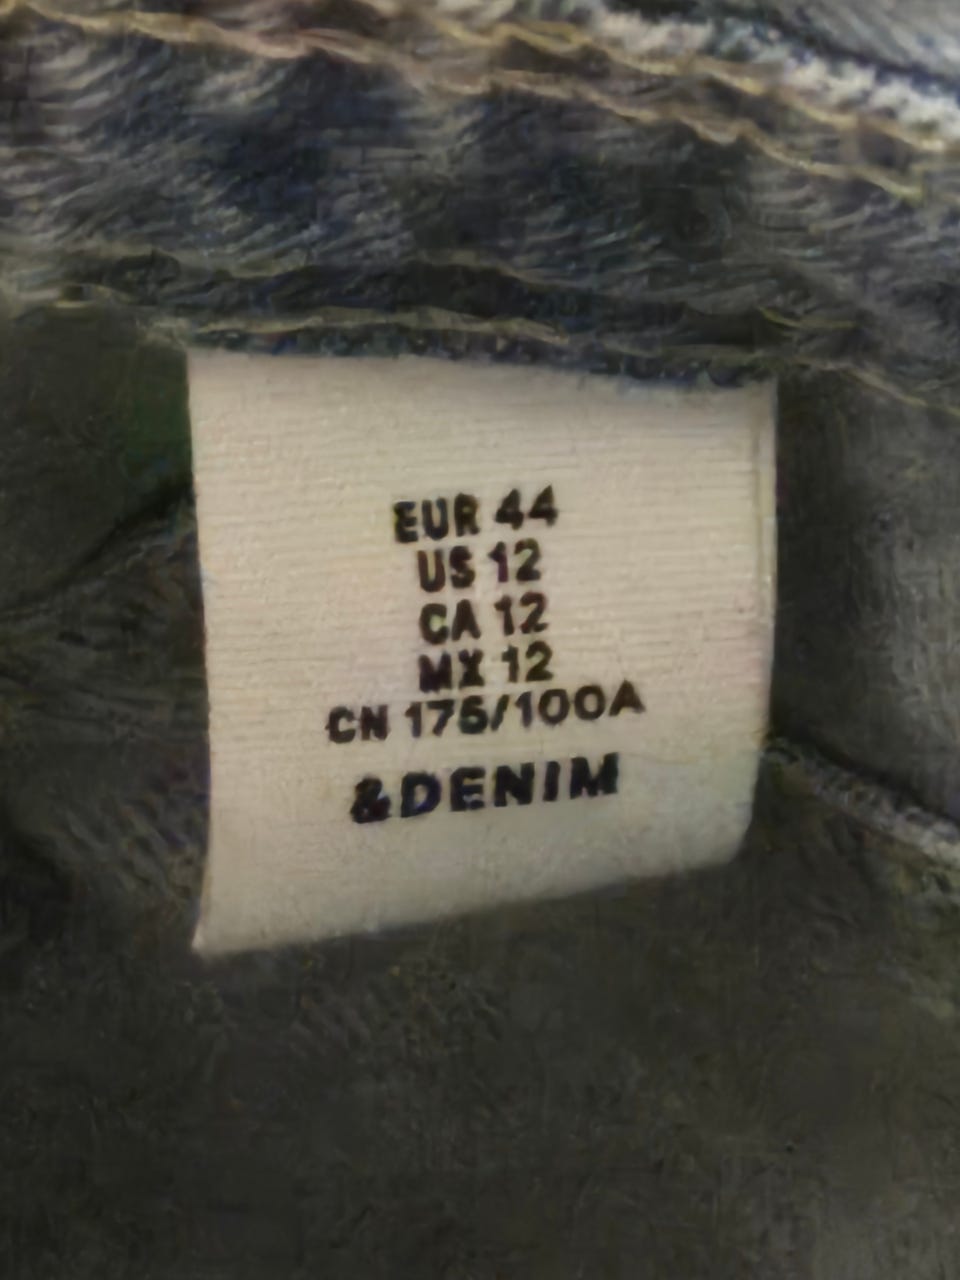 EUR 44
US 12
CA 12
MX 12
CN 175/100A
&DENIM